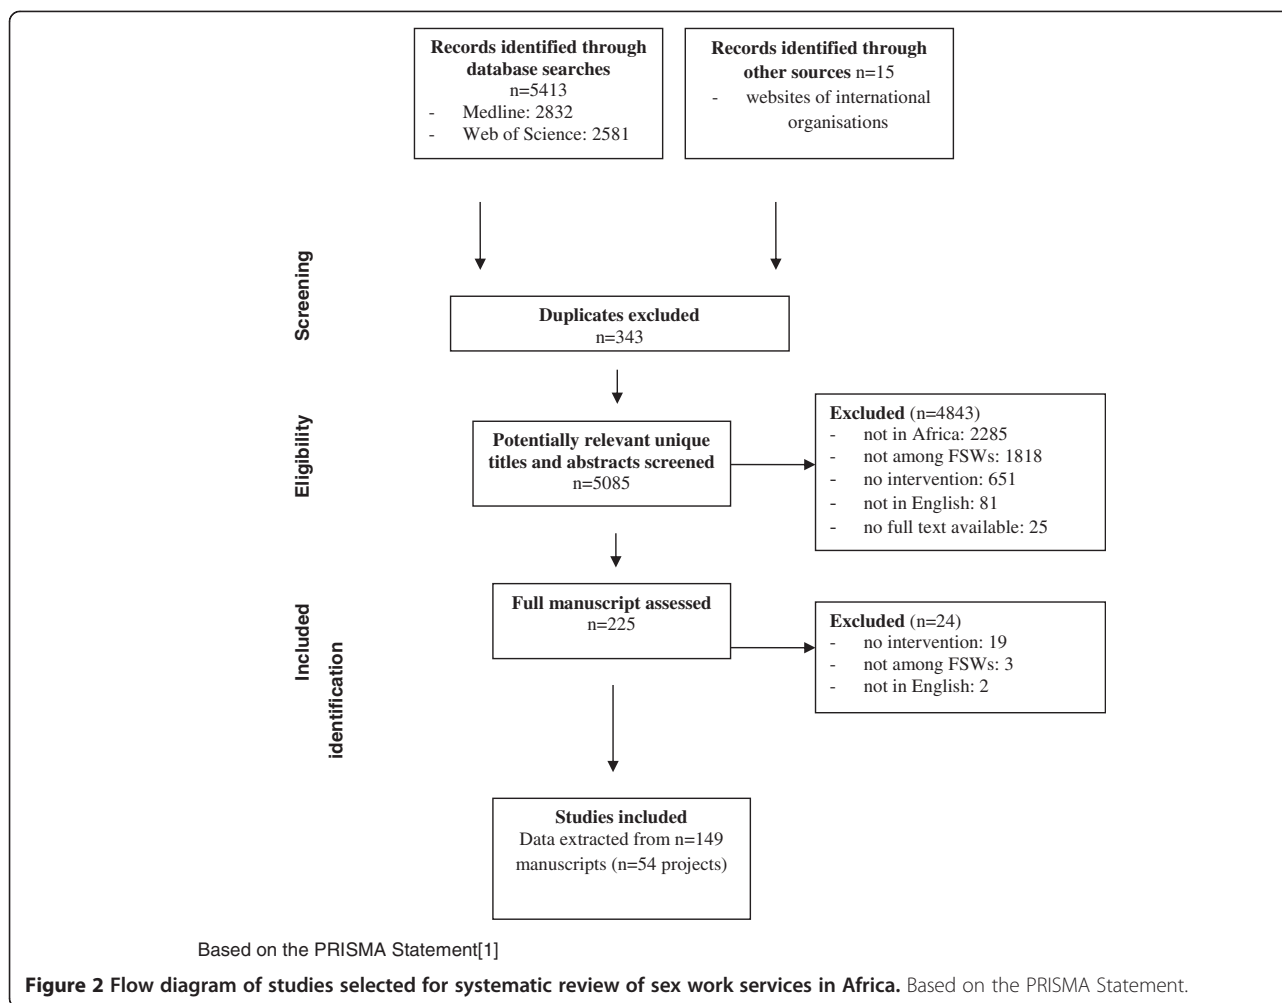 Records identified through
database searches
n=5413
- Medline: 2832
- Web of Science: 2581
Records identified through
other sources n=15
- websites of international
organisations
Screening
Duplicates excluded
n=343
Eligibility
Potentially relevant unique
titles and abstracts screened
n=5085
Excluded (n=4843)
- not in Africa: 2285
- not among FSWs: 1818
- no intervention: 651
- not in English: 81
- no full text available: 25
Included
identification
Full manuscript assessed
n=225
Excluded (n=24)
- no intervention: 19
- not among FSWs: 3
- not in English: 2
Studies included
Data extracted from n=149
manuscripts (n=54 projects)
Based on the PRISMA Statement[1]
Figure 2 Flow diagram of studies selected for systematic review of sex work services in Africa. Based on the PRISMA Statement.